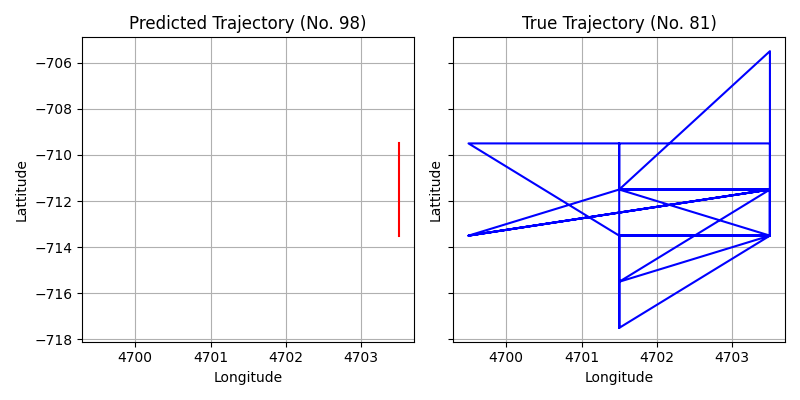 Predicted Trajectory (No. 98)
True Trajectory (No. 81)
−706
−708
−710
−712
−714
−716
−718
Lattitude
Lattitude
4700 4701 4702 4703
4700 4701 4702 4703
Longitude
Longitude